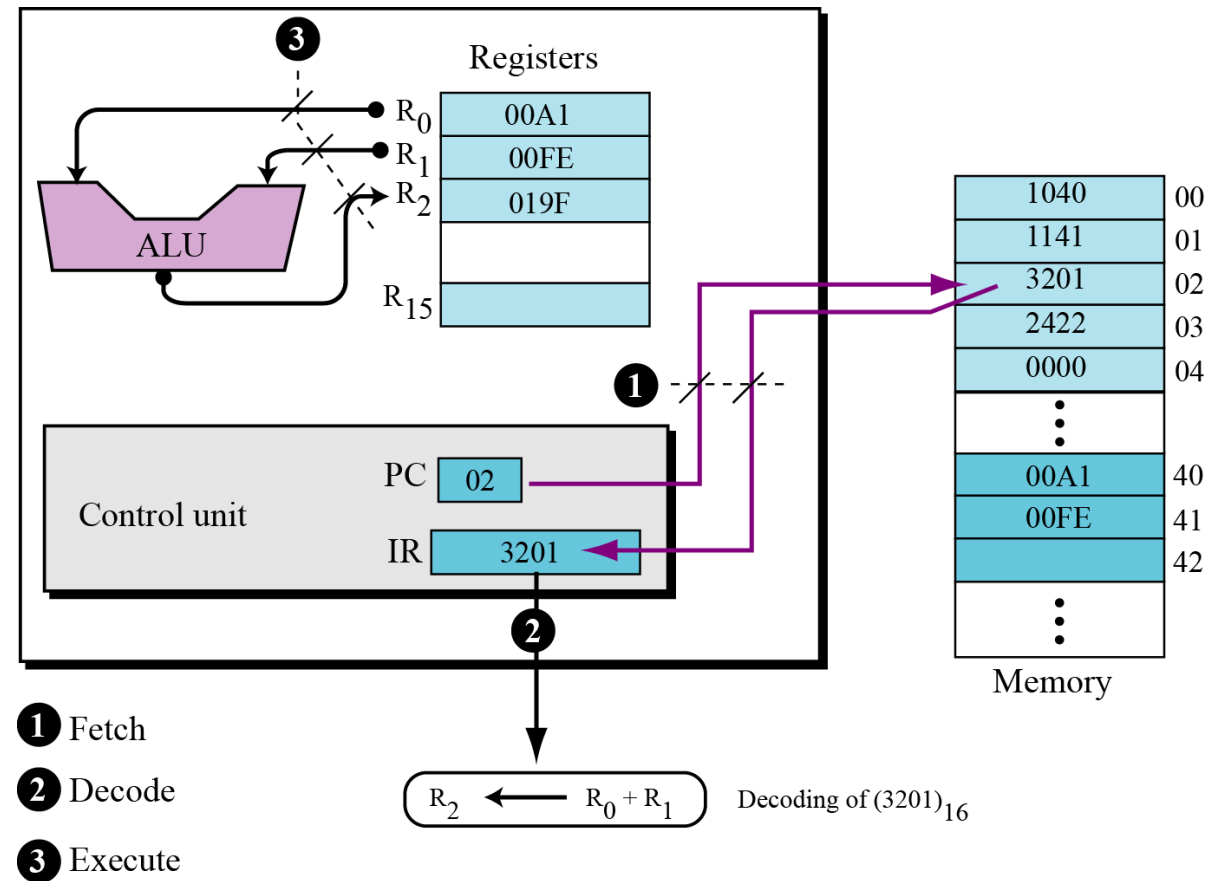 3
Registers
R0 00A1
R1 00FE
R2 019F
ALU
R15
1040 00
1141 01
3201 02
2422 03
0000 04
1
00A1 40
00FE 41
42
PC 02
Control unit
IR 3201
2
Memory
1 Fetch
2 Decode
3 Execute
R2 ← R0 + R1 Decoding of (3201)16